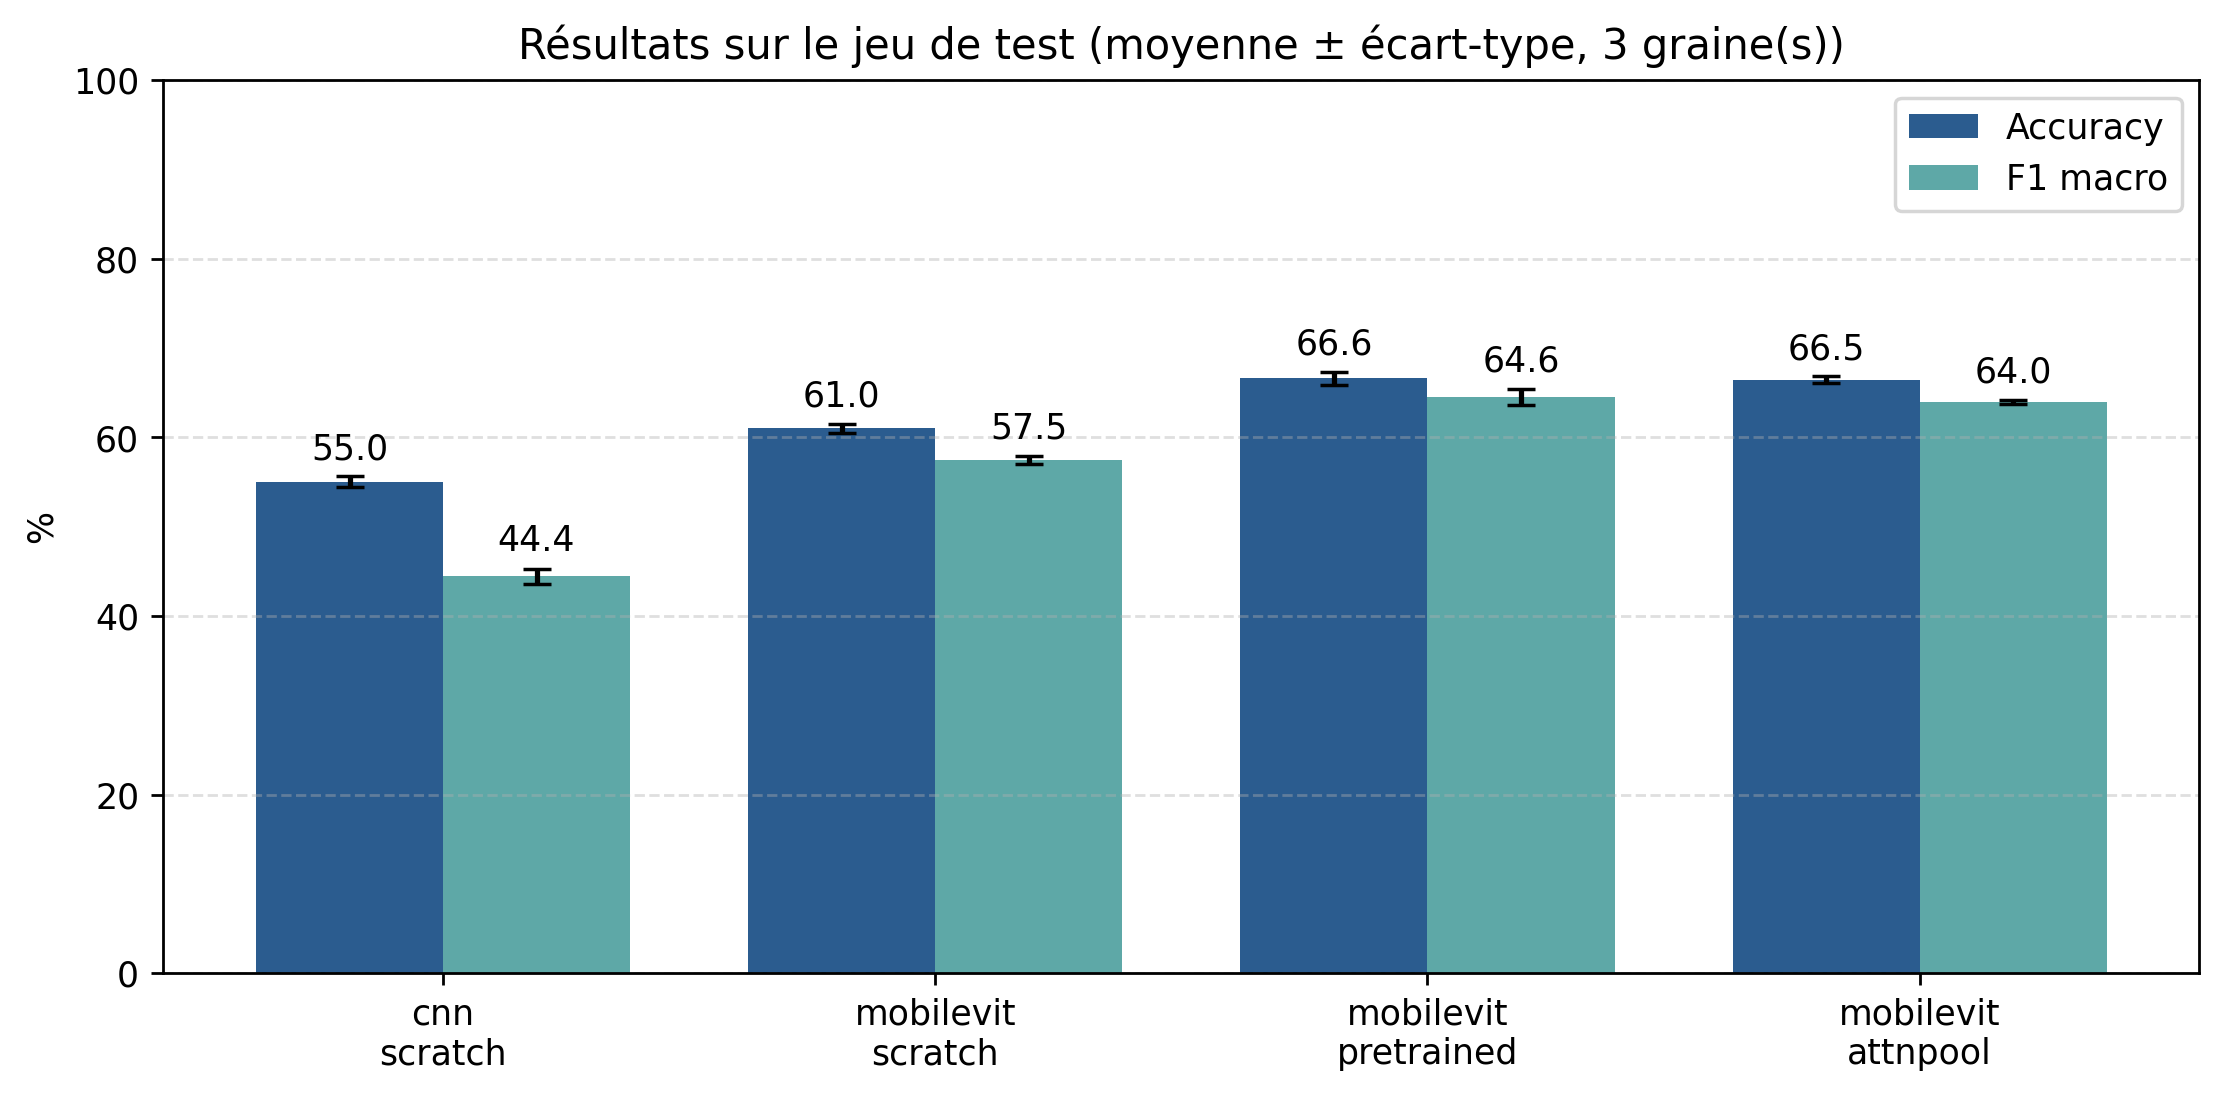 Résultats sur le jeu de test (moyenne ± écart-type, 3 graine(s))
100
80
60
40
20
0
%
Accuracy
F1 macro
55.0
44.4
61.0
57.5
66.6
64.6
66.5
64.0
cnn
scratch
mobilevit
scratch
mobilevit
pretrained
mobilevit
attnpool